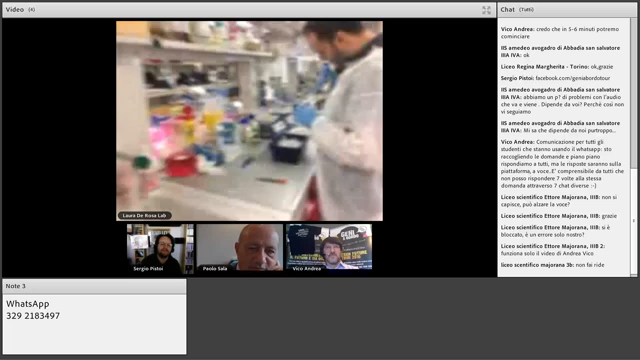 Video (4)
Laura De Rosa Lab
Sergio Pistoi
Paolo Sala
Vico Andrea
Note 3
WhatsApp
329 2183497
Chat (Tutti)
Vico Andrea: credo che in 5-6 minuti potremo
cominciare
IIS amedeo avogadro di Abbadia san salvatore
IIIA IVA: ok
Liceo Regina Margherita - Torino: ok,grazie
Sergio Pistoi: facebook.com/geniabordotour
IIS amedeo avogadro di Abbadia san salvatore
IIIA IVA: abbiamo un p? di problemi con l'audio
che va e viene . Dipende da voi? Perché così non
vi seguiamo
IIS amedeo avogadro di Abbadia san salvatore
IIIA IVA: Mi sa che dipende da noi purtroppo...
Vico Andrea: Comunicazione per tutti gli
studenti che stanno usando il whatsapp: sto
raccogliendo le domande e piano piano
rispondiamo a tutti, ma le risposte saranno sulla
piattaforma, a voce..E' comprensibile da tutti che
non posso rispondere 7 volte alla stessa
domanda attraverso 7 chat diverse :-)
Liceo scientifico Ettore Majorana, IIIB: non si
capisce, può alzare la voce?
Liceo scientifico Ettore Majorana, IIIB: grazie
Liceo scientifico Ettore Majorana, IIIB: si è
bloccato, è un errore solo nostro?
Liceo scientifico Ettore Majorana, IIIB 2:
funziona solo il video di Andrea Vico
liceo scentifico majorana 3b: non fai ride